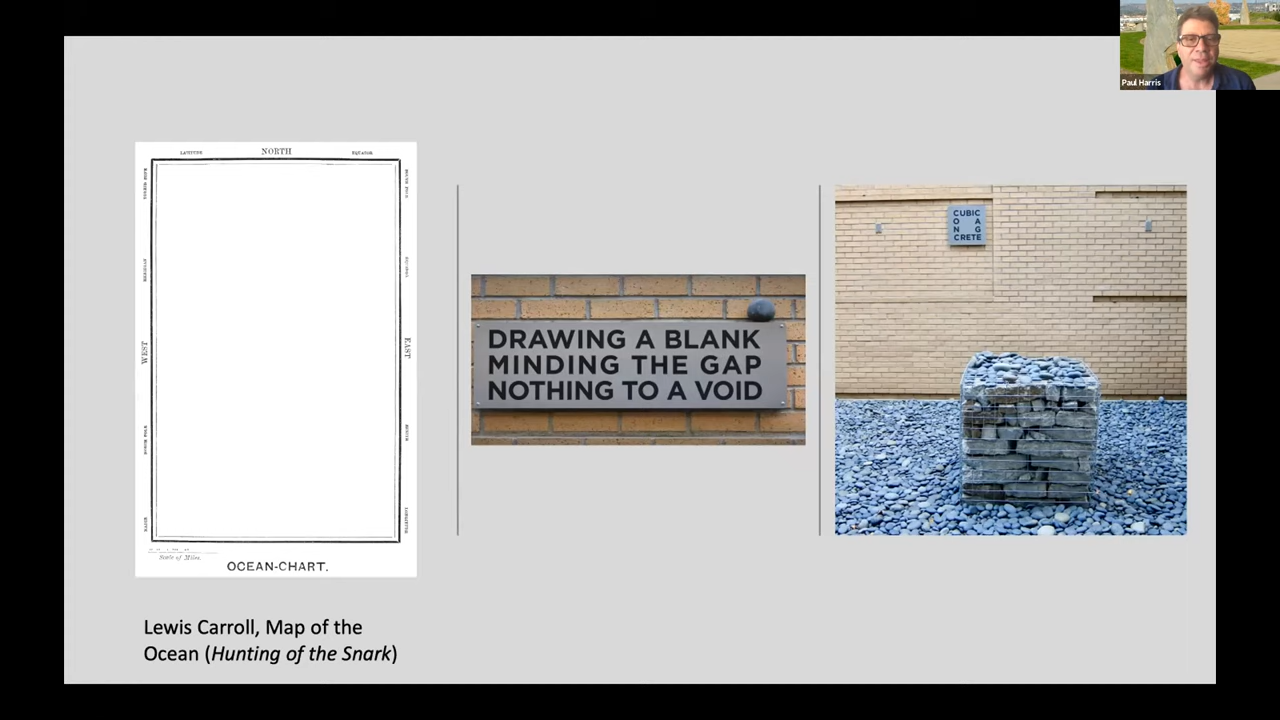 Paul Harris
LATITUDE
NORTH
EQUATOR
WEST
EAST
Scale of Miles.
OCEAN-CHART.
Lewis Carroll, Map of the
Ocean (Hunting of the Snark)
DRAWING A BLANK
MINDING THE GAP
NOTHING TO A VOID
CUBIC
O A
N G
CRETE